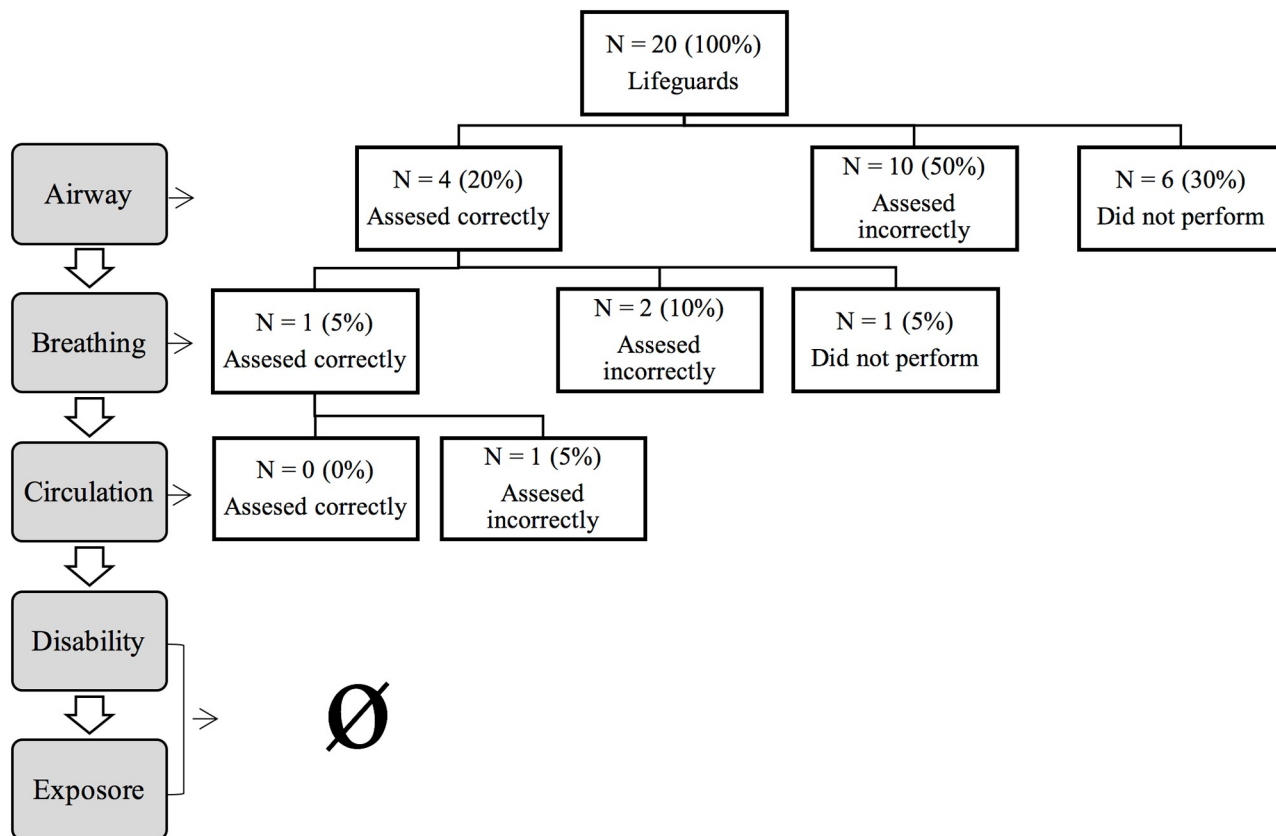 N = 20 (100%)
Lifeguards
Airway
N = 4 (20%)
Assesed correctly
N = 10 (50%)
Assesed
incorrectly
N = 6 (30%)
Did not perform
Breathing
N = 1 (5%)
Assesed correctly
N = 2 (10%)
Assesed
incorrectly
N = 1 (5%)
Did not perform
Circulation
N = 0 (0%)
Assesed correctly
N = 1 (5%)
Assesed
incorrectly
Disability
Ø
Exposore